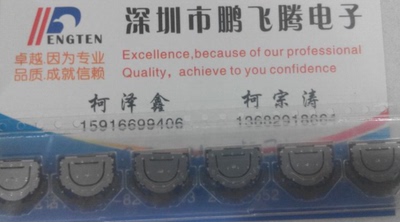 深圳市鹏飞腾电子
ENGTEN
卓越.因为专业
品质.成就信赖
Excellence,because of our professional
Quality，achieve to you confidence
柯泽鑫 柯宗涛
15916699406